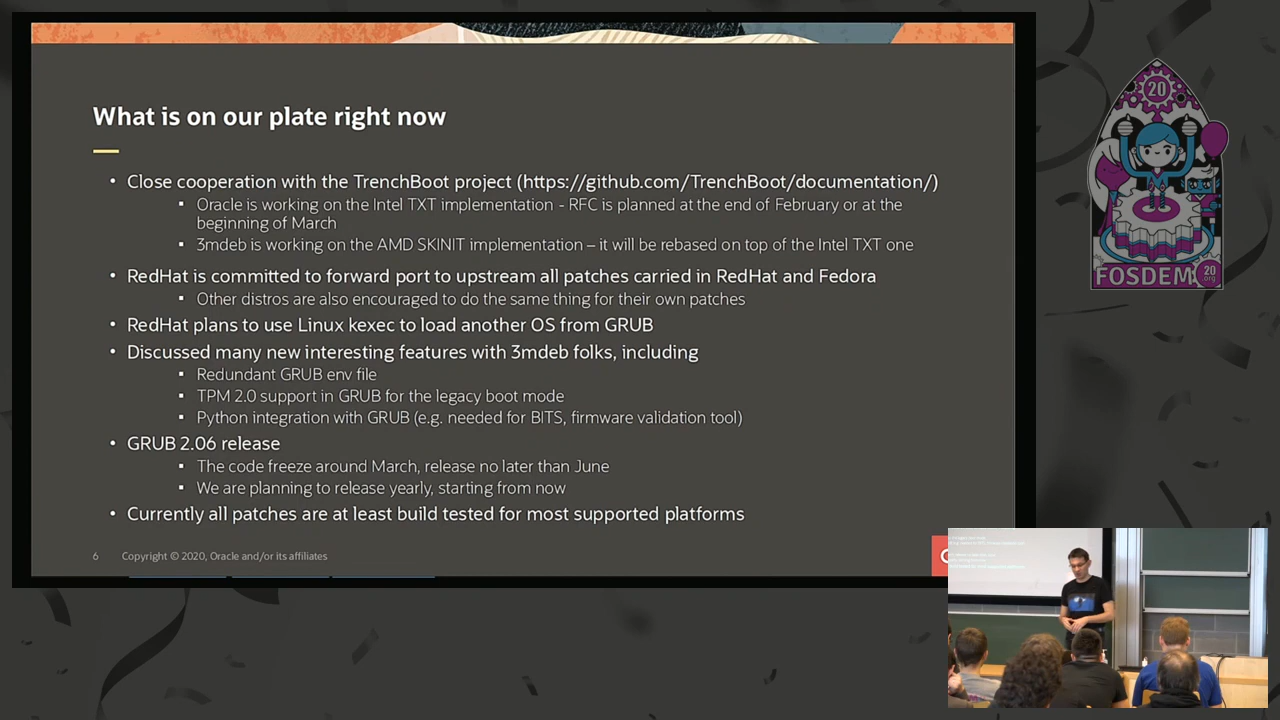 What is on our plate right now
• Close cooperation with the TrenchBoot project (https://github.com/TrenchBoot/documentation/)
▪ Oracle is working on the Intel TXT implementation - RFC is planned at the end of February or at the
beginning of March
▪ 3mdeb is working on the AMD SKINIT implementation – it will be rebased on top of the Intel TXT one
• RedHat is committed to forward port to upstream all patches carried in RedHat and Fedora
▪ Other distros are also encouraged to do the same thing for their own patches
• RedHat plans to use Linux kexec to load another OS from GRUB
• Discussed many new interesting features with 3mdeb folks, including
▪ Redundant GRUB env file
▪ TPM 2.0 support in GRUB for the legacy boot mode
▪ Python integration with GRUB (e.g. needed for BITS, firmware validation tool)
• GRUB 2.06 release
▪ The code freeze around March, release no later than June
▪ We are planning to release yearly, starting from now
• Currently all patches are at least build tested for most supported platforms
6 Copyright © 2020, Oracle and/or its affiliates
20
FOSDEM 20
.org